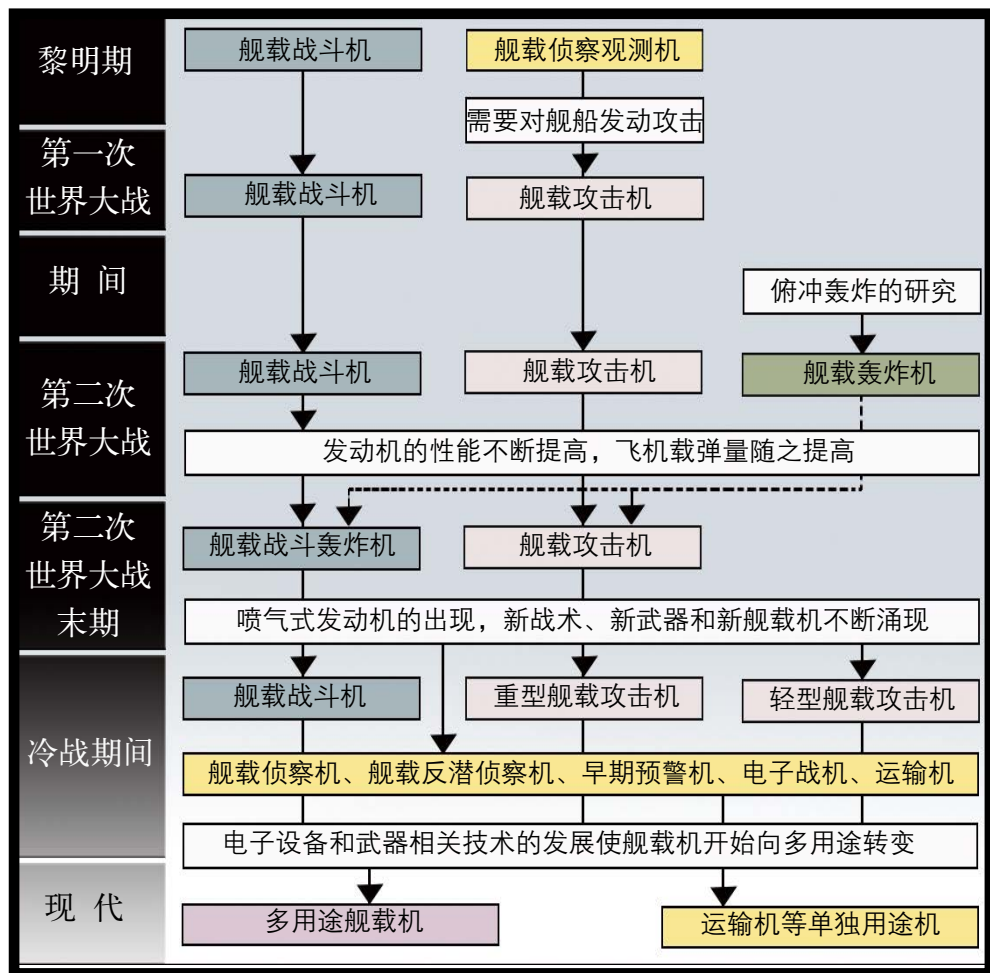 黎明期
舰载战斗机
舰载侦察观测机
需要对舰船发动攻击
第一次
世界大战
舰载战斗机
舰载攻击机
期 间
俯冲轰炸的研究
第二次
世界大战
舰载战斗机
舰载攻击机
舰载轰炸机
发动机的性能不断提高，飞机载弹量随之提高
第二次
世界大战
末期
舰载战斗轰炸机
舰载攻击机
喷气式发动机的出现，新战术、新武器和新舰载机不断涌现
冷战期间
舰载战斗机
重型舰载攻击机
轻型舰载攻击机
舰载侦察机、舰载反潜侦察机、早期预警机、电子战机、运输机
电子设备和武器相关技术的发展使舰载机开始向多用途转变
现 代
多用途舰载机
运输机等单独用途机